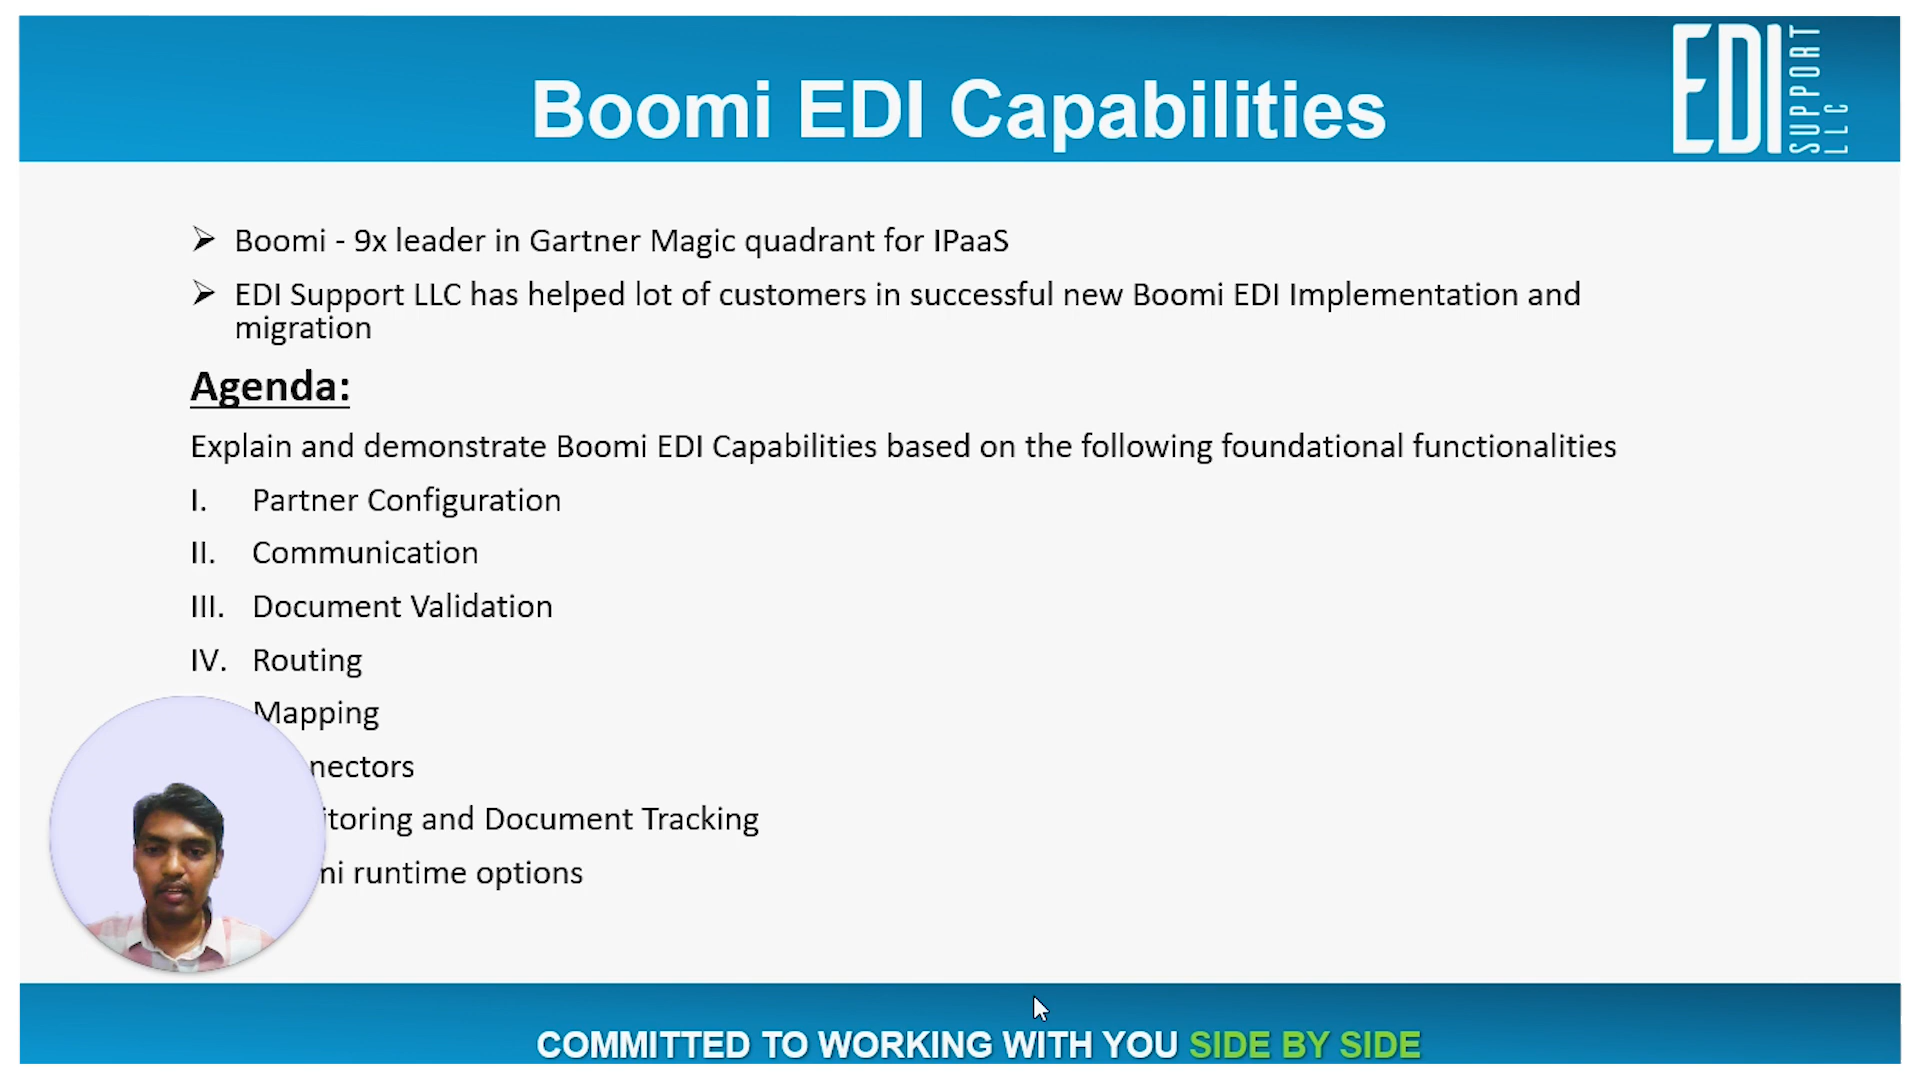 Boomi EDI Capabilities
EDI SUPPORT LLC
➢ Boomi - 9x leader in Gartner Magic quadrant for IPaaS
➢ EDI Support LLC has helped lot of customers in successful new Boomi EDI Implementation and
migration
Agenda:
Explain and demonstrate Boomi EDI Capabilities based on the following foundational functionalities
I. Partner Configuration
II. Communication
III. Document Validation
IV. Routing
Mapping
nectors
itoring and Document Tracking
mi runtime options
COMMITTED TO WORKING WITH YOU SIDE BY SIDE